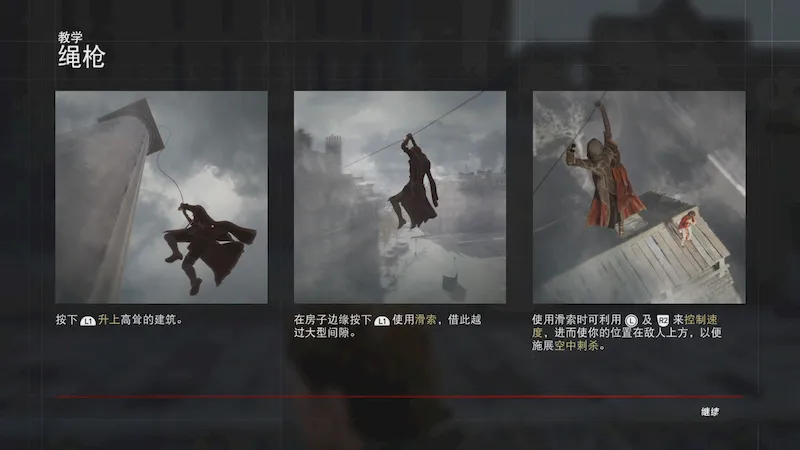 教学
绳枪
按下 L1 升上高耸的建筑。
在房子边缘按下 L1 使用滑索，借此越
过大型间隙。
使用滑索时可利用 L 及 R2 来控制速
度，进而使你的位置在敌人上方，以便
施展空中刺杀。
继续